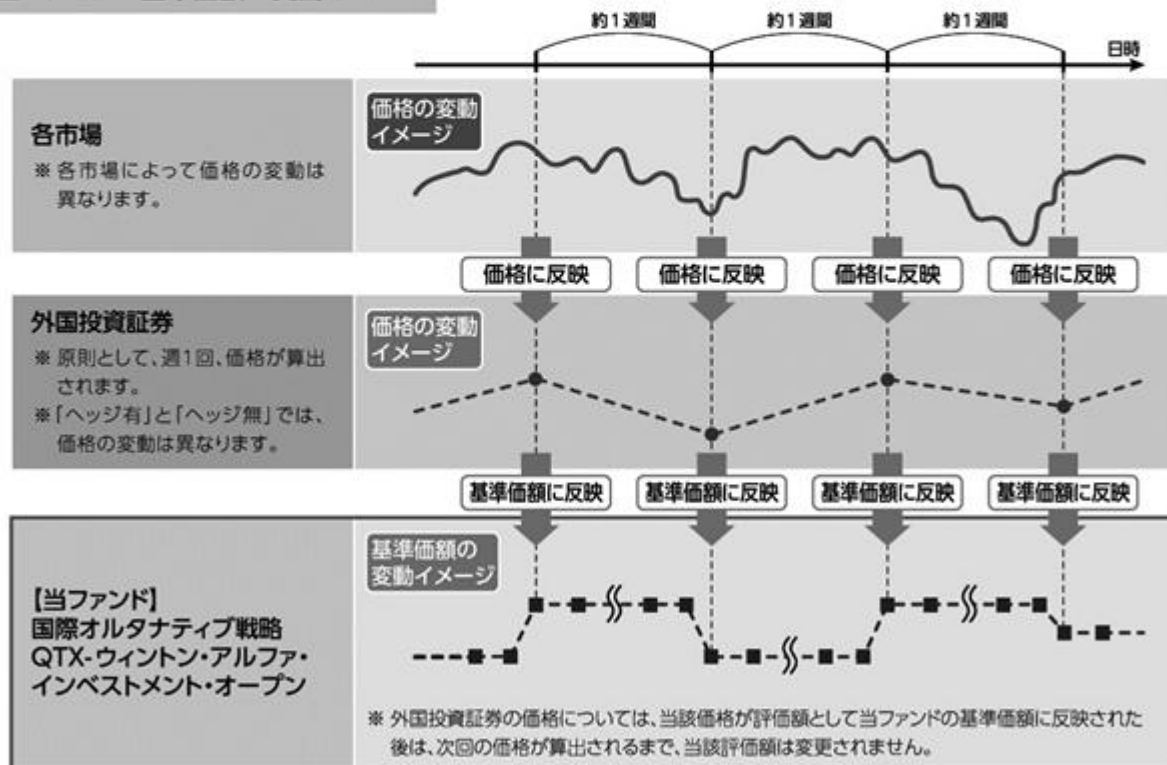 約1週間 約1週間 約1週間
日時
各市場
※ 各市場によって価格の変動は
異なります。
価格の変動
イメージ
価格に反映 価格に反映 価格に反映 価格に反映
外国投資証券
※ 原則として、週1回、価格が算出
されます。
※「ヘッジ有」と「ヘッジ無」では、
価格の変動は異なります。
価格の変動
イメージ
基準価額に反映 基準価額に反映 基準価額に反映 基準価額に反映
【当ファンド】
国際オルタナティブ戦略
QTX-ウィントン・アルファ・
インベストメント・オープン
基準価額の
変動イメージ
※ 外国投資証券の価格については、当該価格が評価額として当ファンドの基準価額に反映された
後は、次回の価格が算出されるまで、当該評価額は変更されません。